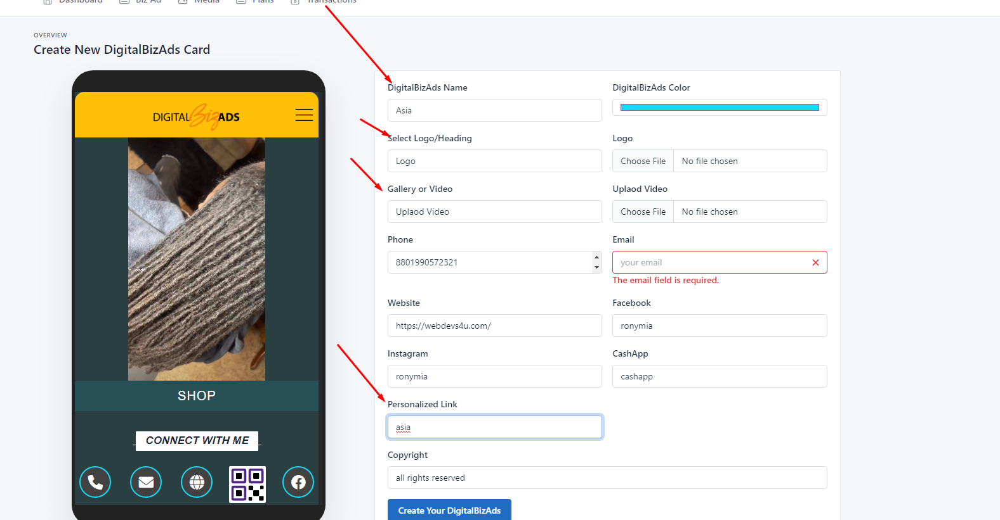 Dashboard
Biz Ad
Media
Plans
Transactions
OVERVIEW
Create New DigitalBizAds Card
DIGITALBizADS
SHOP
CONNECT WITH ME
DigitalBizAds Name
DigitalBizAds Color
Asia
Select Logo/Heading
Logo
Logo
Choose File
No file chosen
Gallery or Video
Uplaod Video
Uplaod Video
Choose File
No file chosen
Phone
Email
8801990572321
your email
The email field is required.
Website
Facebook
https://webdevs4u.com/
ronymia
Instagram
CashApp
ronymia
cashapp
Personalized Link
asia
Copyright
all rights reserved
Create Your DigitalBizAds